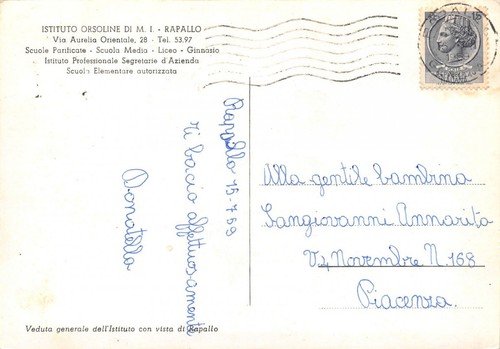 ISTITUTO ORSOLINE DI M. I. - RAPALLO
Via Aurelia Orientale, 28 - Tel. 53.97
Scuole Parificate - Scuola Media - Liceo - Ginnasio
Istituto Professionale Segretarie d'Azienda
Scuola Elementare autorizzata
Rapallo 15-7-59
Ti bacio affettuosamente
Donatella
Alla gentile bambina
Sangiovanni Annarita
V4 Novembre N. 168
Piacenza.
Veduta generale dell'Istituto con vista di Rapallo